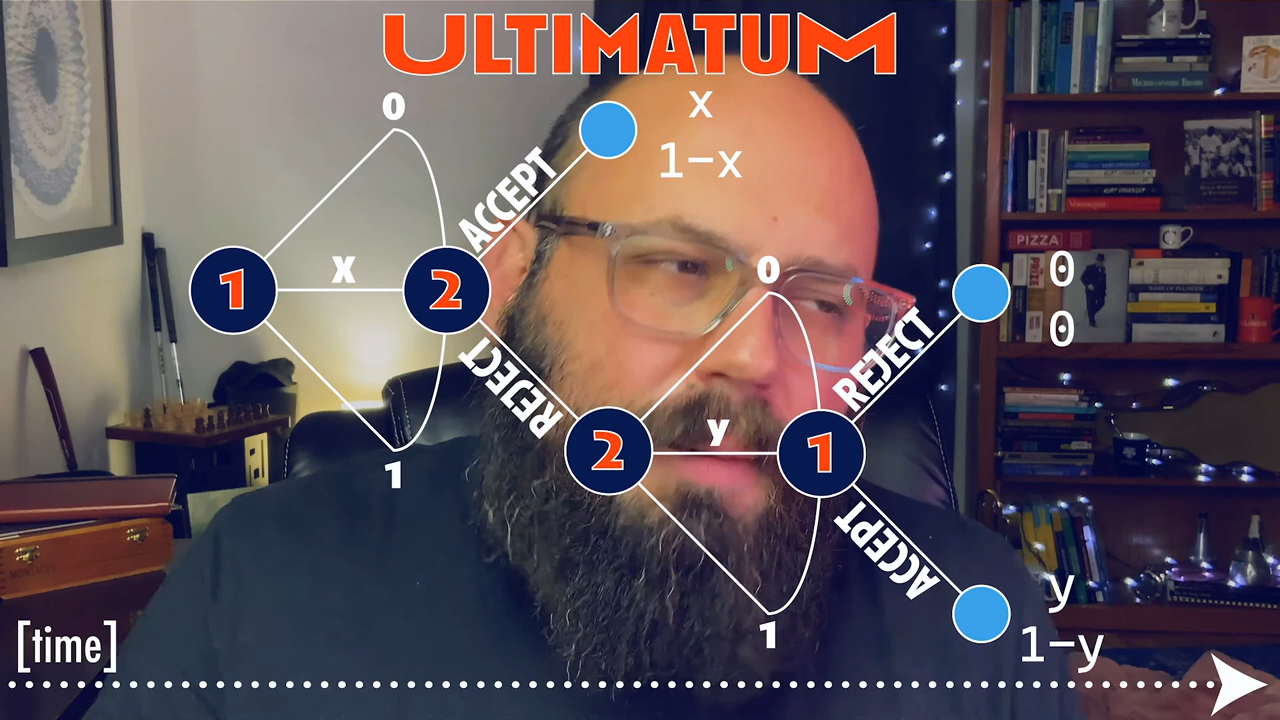 ULTIMATUM
0
x
1-x
ACCEPT
1
x
2
REJECT
1
0
2
y
1
REJECT
0
0
ACCEPT
1
y
1-y
[time]
PIZZA